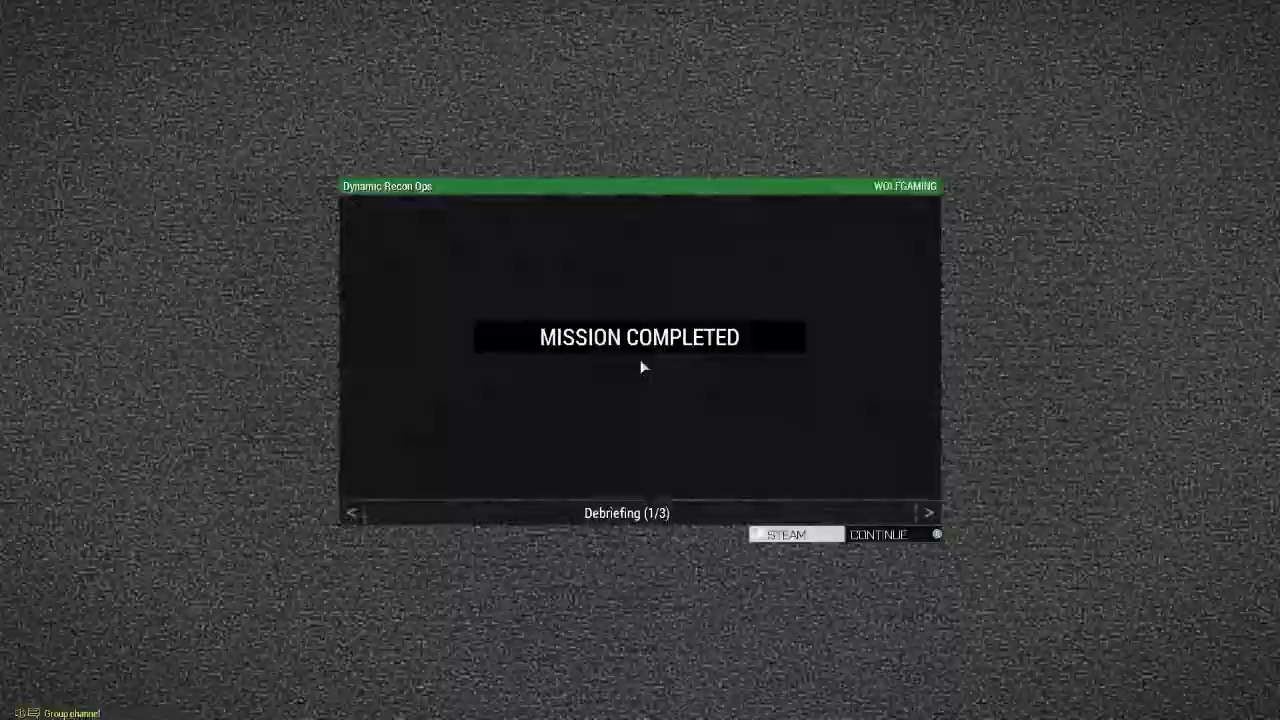 Dynamic Recon Ops
WOLFGAMING
MISSION COMPLETED
< Debriefing (1/3) >
STEAM
CONTINUE
Group channel